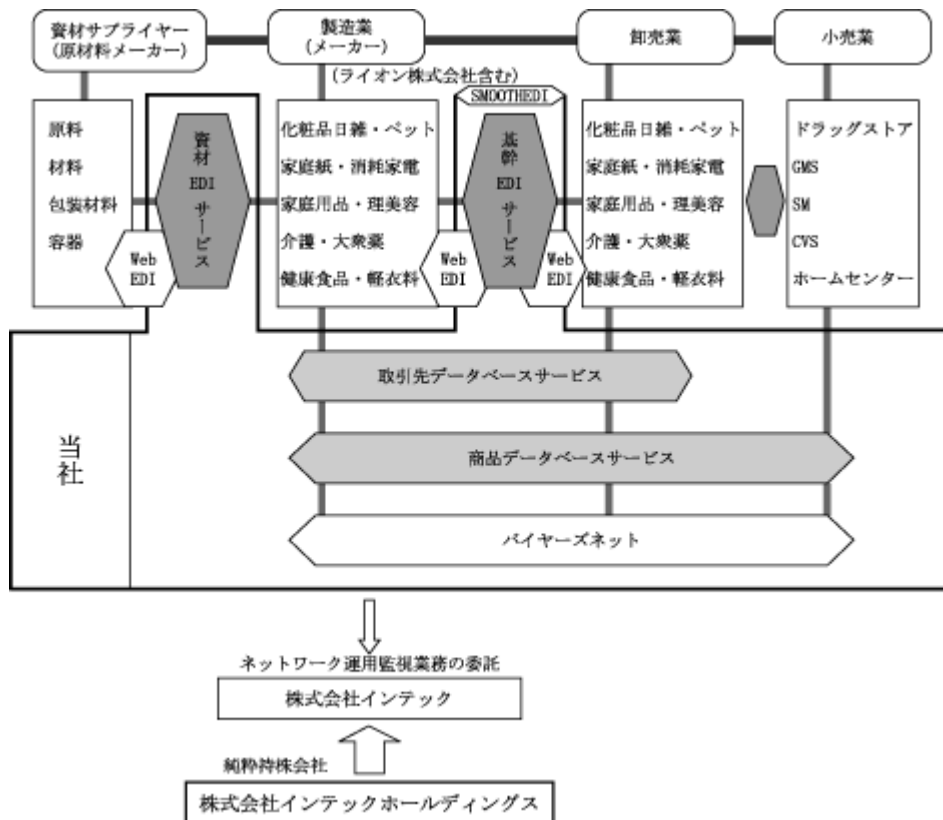 資材サプライヤー
(原材料メーカー)
製造業
(メーカー)
卸売業
小売業
(ライオン株式会社含む)
SMOOTHEDI
原料
材料
包装材料
容器
資材
EDI
サービス
Web
EDI
化粧品日雑・ペット
家庭紙・消耗家電
家庭用品・理美容
介護・大衆薬
健康食品・軽衣料
基幹
EDI
サービス
Web
EDI
Web
EDI
化粧品日雑・ペット
家庭紙・消耗家電
家庭用品・理美容
介護・大衆薬
健康食品・軽衣料
ドラッグストア
GMS
SM
CVS
ホームセンター
当社
取引先データベースサービス
商品データベースサービス
バイヤーズネット
ネットワーク運用監視業務の委託
株式会社インテック
純粋持株会社
株式会社インテックホールディングス